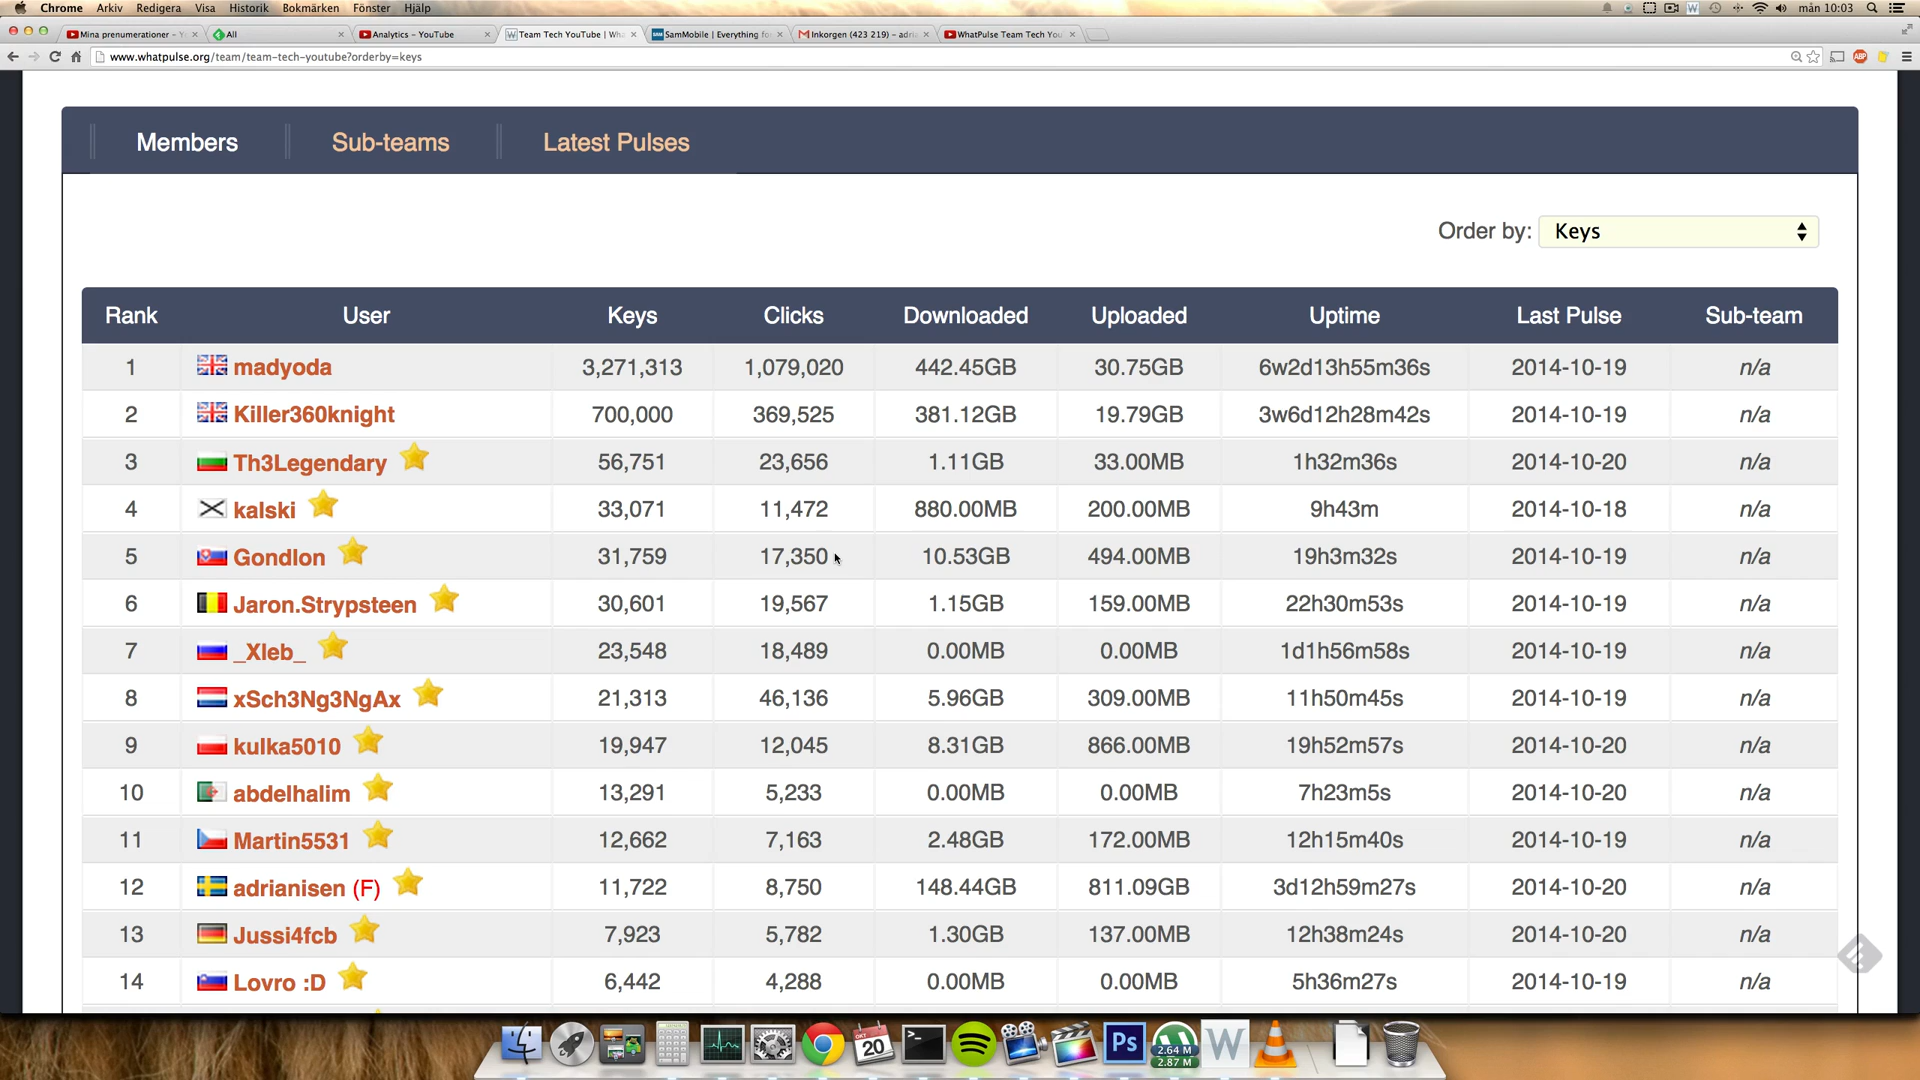 Chrome Arkiv Redigera Visa Historik Bokmärken Fönster Hjälp mån 10:03
Mina prenumerationer - All Analytics - YouTube Team Tech YouTube | Wha SamMobile | Everything fo Inkorgen (423 219) - adri WhatPulse Team Tech You
www.whatpulse.org/team/team-tech-youtube?orderby=keys
Members Sub-teams Latest Pulses
Order by: Keys
Rank User Keys Clicks Downloaded Uploaded Uptime Last Pulse Sub-team
1 madyoda 3,271,313 1,079,020 442.45GB 30.75GB 6w2d13h55m36s 2014-10-19 n/a
2 Killer360knight 700,000 369,525 381.12GB 19.79GB 3w6d12h28m42s 2014-10-19 n/a
3 Th3Legendary 56,751 23,656 1.11GB 33.00MB 1h32m36s 2014-10-20 n/a
4 kalski 33,071 11,472 880.00MB 200.00MB 9h43m 2014-10-18 n/a
5 Gondlon 31,759 17,350 10.53GB 494.00MB 19h3m32s 2014-10-19 n/a
6 Jaron.Strypsteen 30,601 19,567 1.15GB 159.00MB 22h30m53s 2014-10-19 n/a
7 _Xleb_ 23,548 18,489 0.00MB 0.00MB 1d1h56m58s 2014-10-19 n/a
8 xSch3Ng3NgAx 21,313 46,136 5.96GB 309.00MB 11h50m45s 2014-10-19 n/a
9 kulka5010 19,947 12,045 8.31GB 866.00MB 19h52m57s 2014-10-20 n/a
10 abdelhalim 13,291 5,233 0.00MB 0.00MB 7h23m5s 2014-10-20 n/a
11 Martin5531 12,662 7,163 2.48GB 172.00MB 12h15m40s 2014-10-19 n/a
12 adrianisen (F) 11,722 8,750 148.44GB 811.09GB 3d12h59m27s 2014-10-20 n/a
13 Jussi4fcb 7,923 5,782 1.30GB 137.00MB 12h38m24s 2014-10-20 n/a
14 Lovro :D 6,442 4,288 0.00MB 0.00MB 5h36m27s 2014-10-19 n/a
OKT
20 Ps W
2.64 M
2.87 M